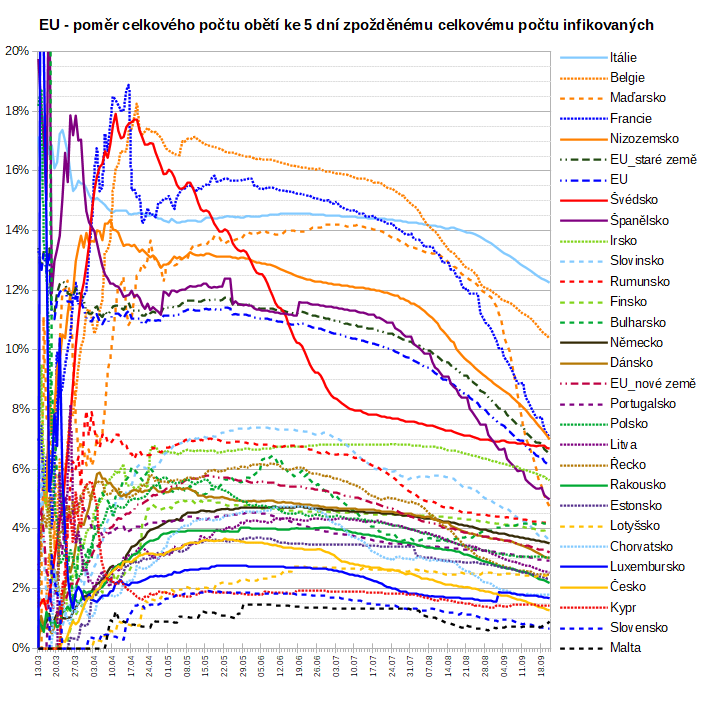 EU - poměr celkového počtu obětí ke 5 dní zpožděnému celkovému počtu infikovaných
20%
18%
16%
14%
12%
10%
8%
6%
4%
2%
0%
13.03
20.03
27.03
03.04
10.04
17.04
24.04
01.05
08.05
15.05
22.05
29.05
05.06
12.06
19.06
26.06
03.07
10.07
17.07
24.07
31.07
07.08
14.08
21.08
28.08
04.09
11.09
18.09
Itálie
Belgie
Maďarsko
Francie
Nizozemsko
EU_staré země
EU
Švédsko
Španělsko
Irsko
Slovinsko
Rumunsko
Finsko
Bulharsko
Německo
Dánsko
EU_nové země
Portugalsko
Polsko
Litva
Řecko
Rakousko
Estonsko
Lotyšsko
Chorvatsko
Luxembursko
Česko
Kypr
Slovensko
Malta